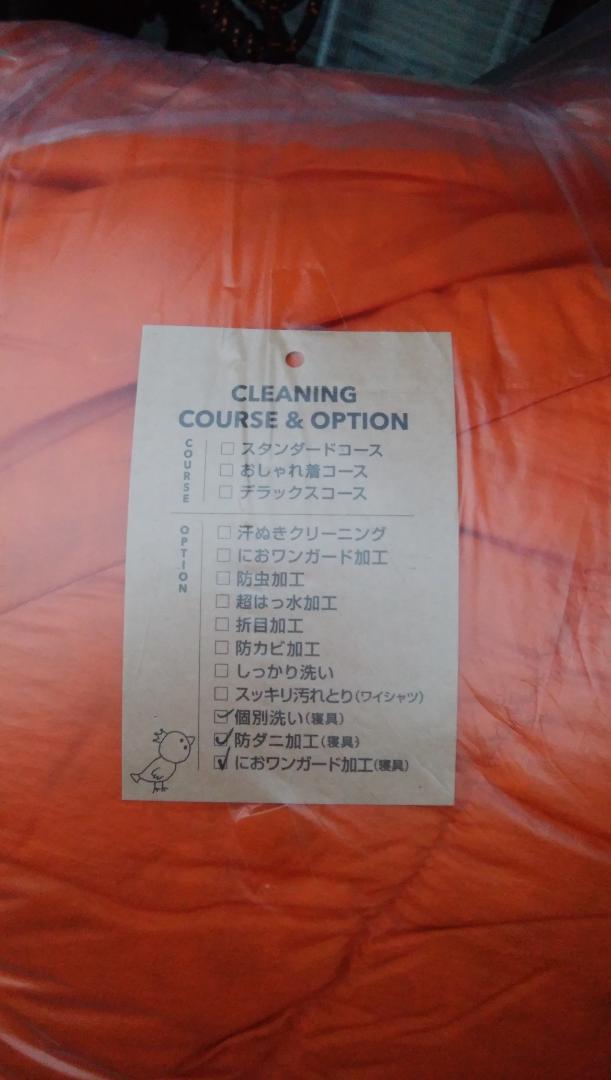 CLEANING
COURSE & OPTION
COURSE
□ スタンダードコース
□ おしゃれ着コース
□ デラックスコース
OPTION
□ 汗ぬきクリーニング
□ におワンガード加工
□ 防虫加工
□ 超はっ水加工
□ 折目加工
□ 防カビ加工
□ しっかり洗い
□ スッキリ汚れとり(ワイシャツ)
☑ 個別洗い(寝具)
☑ 防ダニ加工(寝具)
☑ におワンガード加工(寝具)